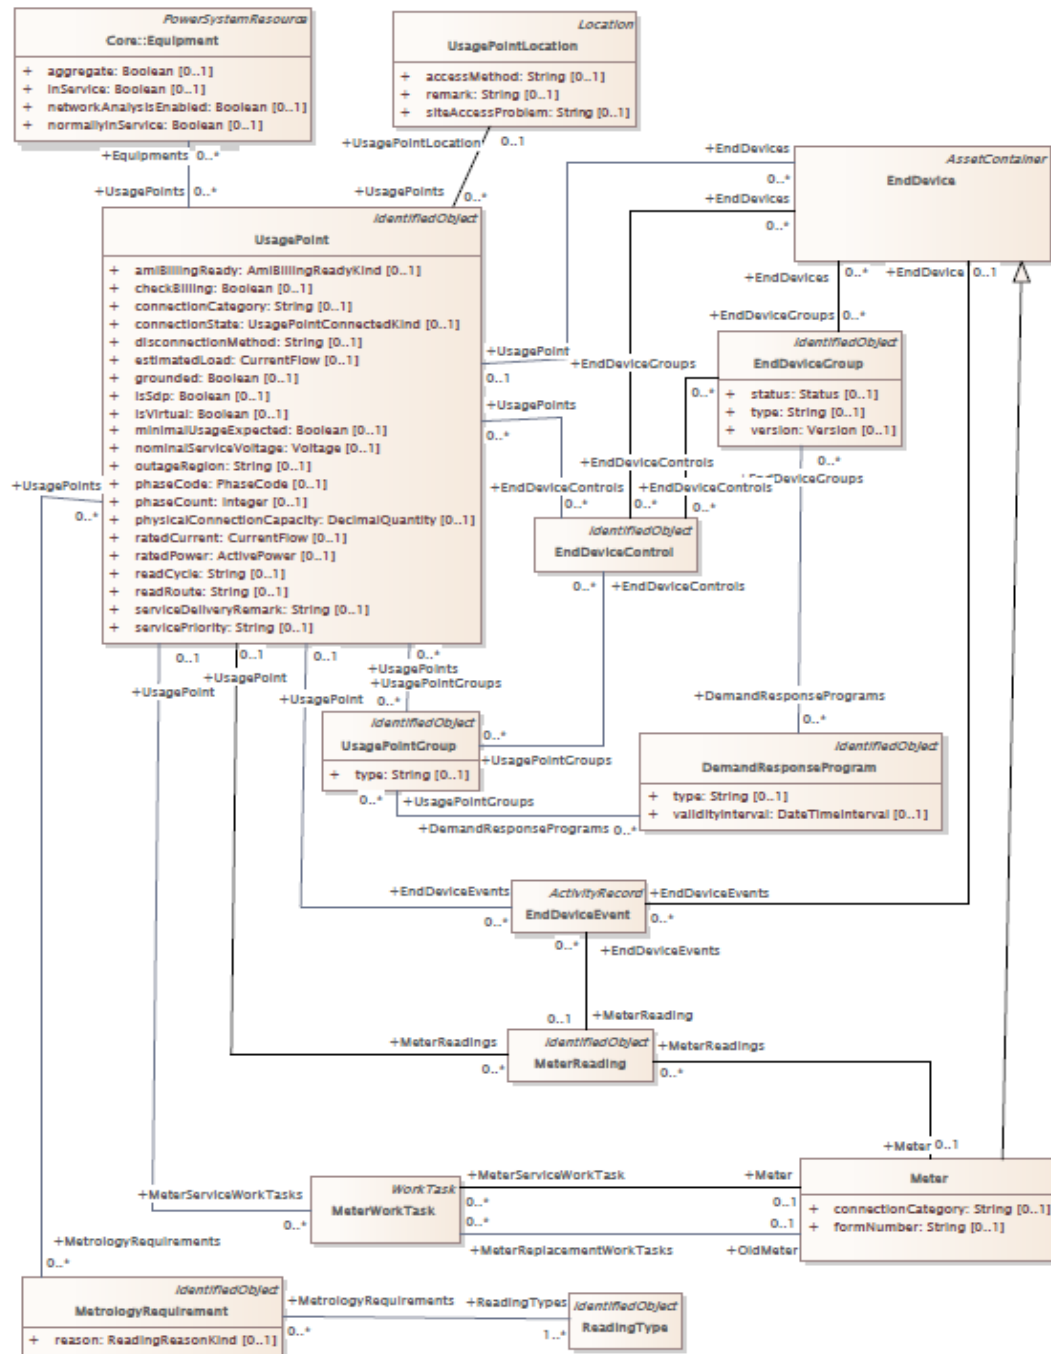 PowerSystemResource
Core::Equipment
+ aggregate: Boolean [0..1]
+ inService: Boolean [0..1]
+ networkAnalysisEnabled: Boolean [0..1]
+ normallyInService: Boolean [0..1]
Location
UsagePointLocation
+ accessMethod: String [0..1]
+ remark: String [0..1]
+ siteAccessProblem: String [0..1]
+Equipments 0..*
+UsagePoints 0..*
+UsagePointLocation 0..1
+UsagePoints 0..*
+EndDevices
0..*
+EndDevices
0..*
AssetContainer
EndDevice
IdentifiedObject
UsagePoint
+ amiBillingReady: AmiBillingReadyKind [0..1]
+ checkBilling: Boolean [0..1]
+ connectionCategory: String [0..1]
+ connectionState: UsagePointConnectedKind [0..1]
+ disconnectionMethod: String [0..1]
+ estimatedLoad: CurrentFlow [0..1]
+ grounded: Boolean [0..1]
+ isSdp: Boolean [0..1]
+ isVirtual: Boolean [0..1]
+ minimalUsageExpected: Boolean [0..1]
+ nominalServiceVoltage: Voltage [0..1]
+ outageRegion: String [0..1]
+ phaseCode: PhaseCode [0..1]
+ phaseCount: Integer [0..1]
+ physicalConnectionCapacity: DecimalQuantity [0..1]
+ ratedCurrent: CurrentFlow [0..1]
+ ratedPower: ActivePower [0..1]
+ readCycle: String [0..1]
+ readRoute: String [0..1]
+ serviceDeliveryRemark: String [0..1]
+ servicePriority: String [0..1]
+EndDevices 0..*
+EndDevice 0..1
+EndDeviceGroups 0..*
IdentifiedObject
EndDeviceGroup
+ status: Status [0..1]
+ type: String [0..1]
+ version: Version [0..1]
+UsagePoint
0..1
+EndDeviceGroups
0..*
+UsagePoints
0..*
0..*
+EndDeviceGroups
+EndDeviceControls
+EndDeviceControls
+EndDeviceControls
0..*
0..*
0..*
+UsagePoints
0..*
IdentifiedObject
EndDeviceControl
0..*
+EndDeviceControls
0..1
+UsagePoint
0..1
+UsagePoint
0..1
+UsagePoint
0..*
+UsagePoints
+UsagePointGroups
0..*
IdentifiedObject
UsagePointGroup
+ type: String [0..1]
0..*
+UsagePointGroups
+DemandResponsePrograms
0..*
IdentifiedObject
DemandResponseProgram
+ type: String [0..1]
+ validityInterval: DateTimeInterval [0..1]
0..*
+UsagePointGroups
+DemandResponsePrograms 0..*
+EndDeviceEvents
0..*
ActivityRecord
EndDeviceEvent
+EndDeviceEvents
0..*
0..*
+EndDeviceEvents
0..1
+MeterReading
+MeterReadings
0..*
IdentifiedObject
MeterReading
+MeterReadings
0..*
+Meter 0..1
Meter
+ connectionCategory: String [0..1]
+ formNumber: String [0..1]
+MeterServiceWorkTasks
0..*
WorkTask
MeterWorkTask
+MeterServiceWorkTask
0..*
+Meter
0..1
0..*
+MeterReplacementWorkTasks
0..1
+OldMeter
+MetrologyRequirements
0..*
IdentifiedObject
MetrologyRequirement
+ reason: ReadingReasonKind [0..1]
+MetrologyRequirements
0..*
+ReadingTypes
1..*
IdentifiedObject
ReadingType